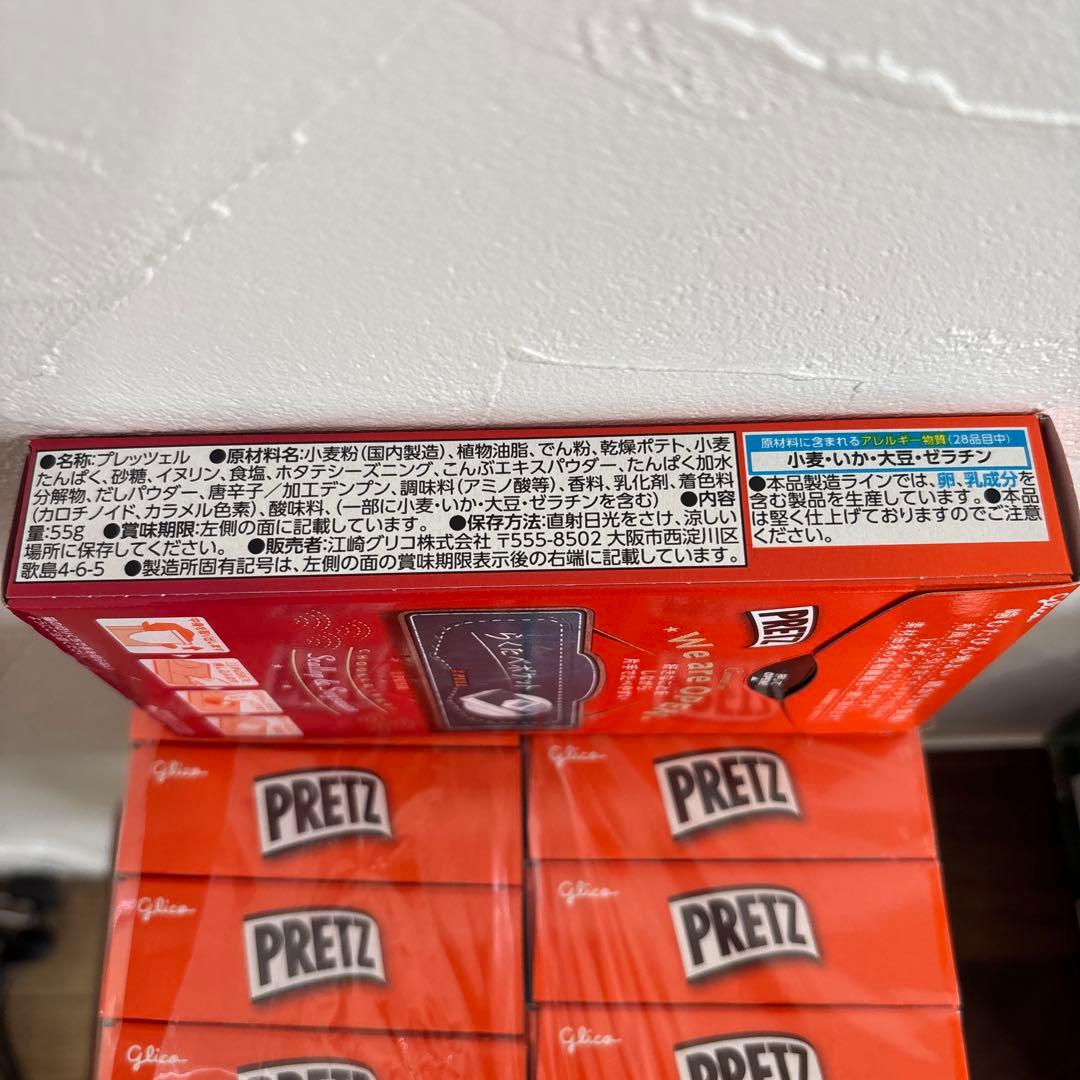 ●名称:プレッツェル ●原材料名:小麦粉(国内製造)、植物油脂、でん粉、乾燥ポテト、小麦
たんぱく、砂糖、イヌリン、食塩、ホタテシーズニング、こんぶエキスパウダー、たんぱく加水
分解物、だしパウダー、唐辛子/加工デンプン、調味料(アミノ酸等)、香料、乳化剤、着色料
(カロチノイド、カラメル色素)、酸味料、(一部に小麦・いか・大豆・ゼラチンを含む) ●内容
量:55g ●賞味期限:左側の面に記載しています。 ●保存方法:直射日光をさけ、涼しい
場所に保存してください。 ●販売者:江崎グリコ株式会社 〒555-8502 大阪市西淀川区
歌島4-6-5 ●製造所固有記号は、左側の面の賞味期限表示後の右端に記載しています。
原材料に含まれるアレルギー物質(28品目中)
小麦・いか・大豆・ゼラチン
●本品製造ラインでは、卵、乳成分を
含む製品を生産しています。●本品
は堅く仕上げておりますのでご注意
ください。
PRETZ
We are
Glico
PRETZ
Glico
PRETZ
Glico
PRETZ
Glico
PRETZ
Glico
PRETZ
Glico
PRETZ